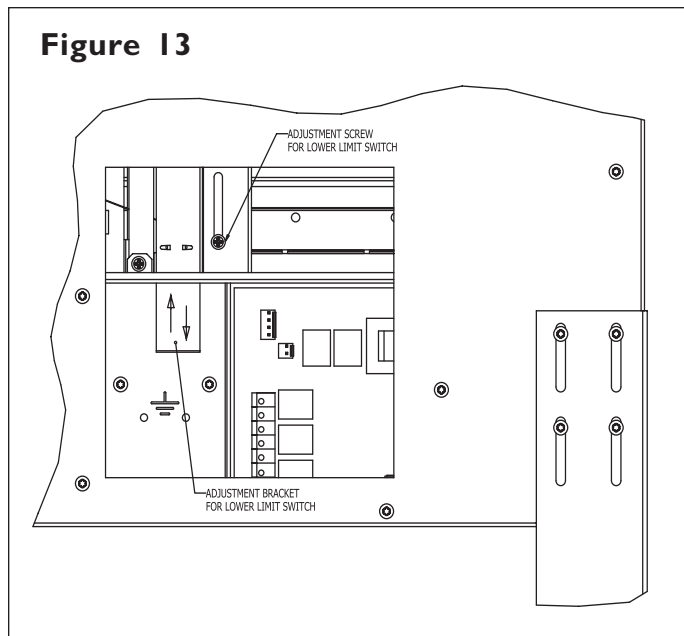 Figure 13
ADJUSTMENT SCREW
FOR LOWER LIMIT SWITCH
ADJUSTMENT BRACKET
FOR LOWER LIMIT SWITCH